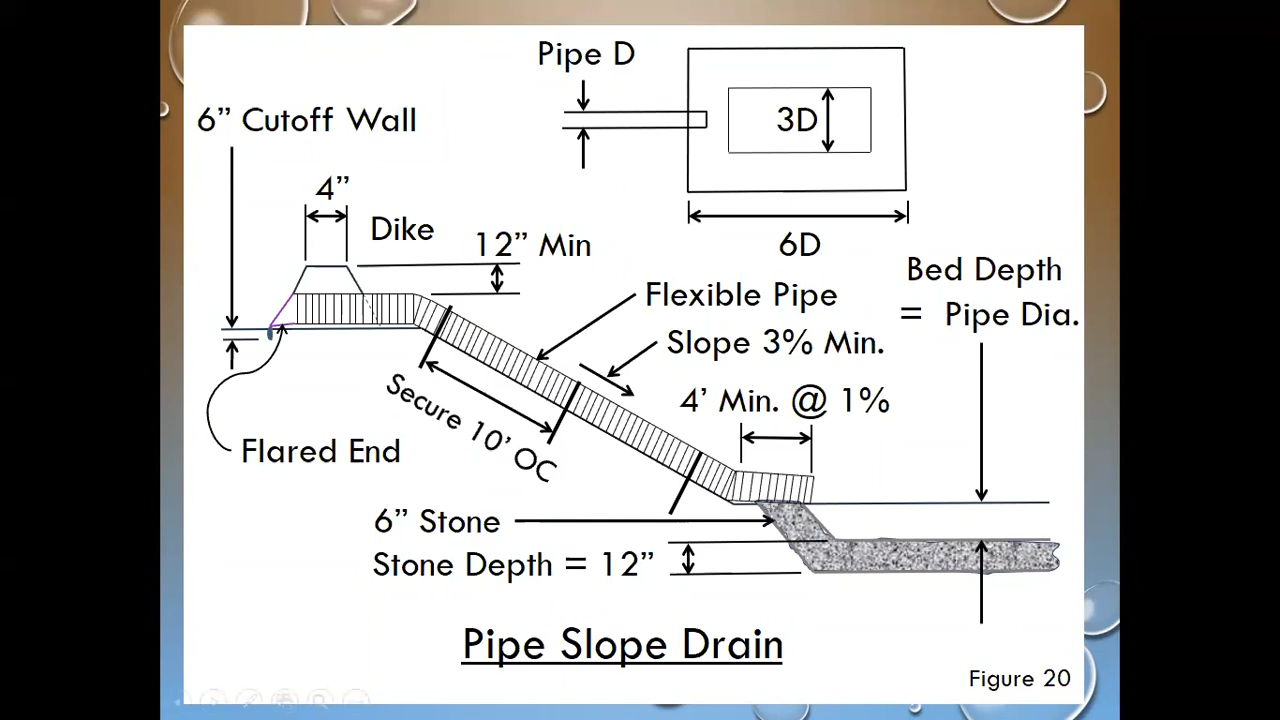 Pipe D
6” Cutoff Wall
3D
4”
Dike
12” Min
6D
Bed Depth
= Pipe Dia.
Flexible Pipe
Slope 3% Min.
4’ Min. @ 1%
Secure 10’ OC
Flared End
6” Stone
Stone Depth = 12”
Pipe Slope Drain
Figure 20